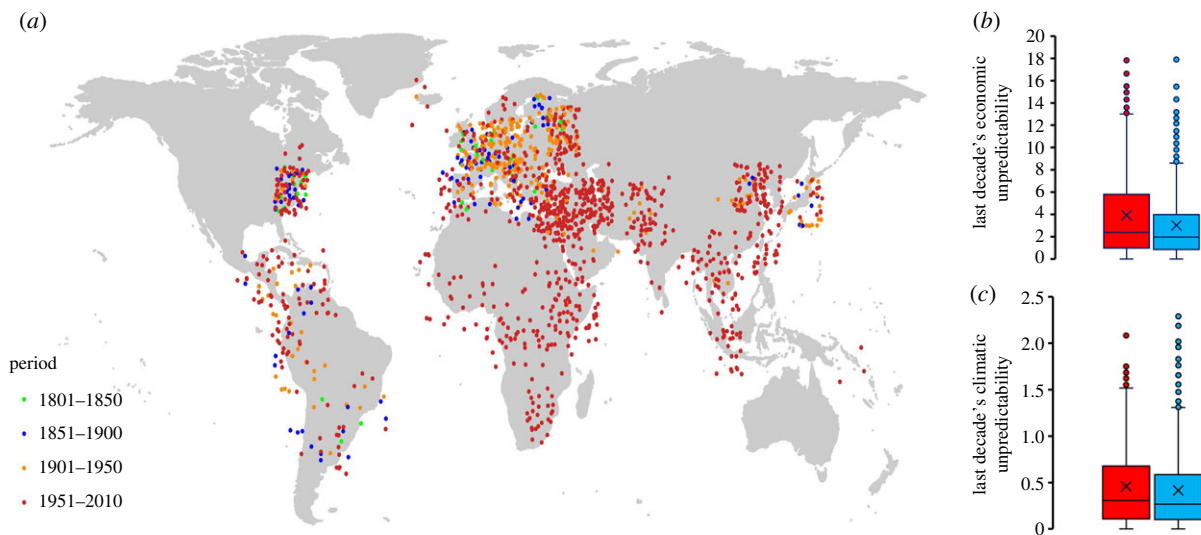 (a)
period
1801–1850
1851–1900
1901–1950
1951–2010
(b)
last decade's economic
unpredictability
20
18
16
14
12
10
8
6
4
2
0
(c)
last decade's climatic
unpredictability
2.5
2.0
1.5
1.0
0.5
0